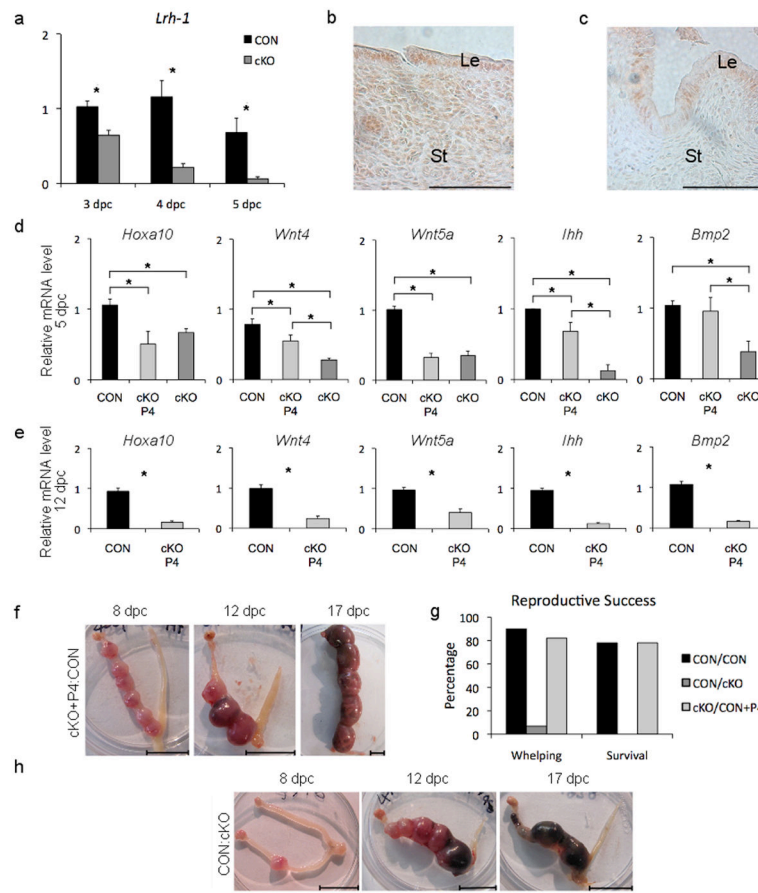 a
Lrh-1
CON
cKO
* * *
2
1
0
3 dpc 4 dpc 5 dpc
b
Le
St
c
Le
St
d
Relative mRNA level
5 dpc
Hoxa10 Wnt4 Wnt5a Ihh Bmp2
* * * * * * * * * * * *
2 2 2 2 2
1 1 1 1 1
0 0 0 0 0
CON cKO cKO CON cKO cKO CON cKO cKO CON cKO cKO CON cKO cKO
P4 P4 P4 P4 P4
e
Relative mRNA level
12 dpc
Hoxa10 Wnt4 Wnt5a Ihh Bmp2
* * * * *
2 2 2 2 2
1 1 1 1 1
0 0 0 0 0
CON cKO CON cKO CON cKO CON cKO CON cKO
P4 P4 P4 P4 P4
f
8 dpc 12 dpc 17 dpc
cKO+P4:CON
g
Reproductive Success
Percentage
100
80
60
40
20
0
Whelping Survival
CON/CON
CON/cKO
cKO/CON+P4
h
8 dpc 12 dpc 17 dpc
CON:cKO